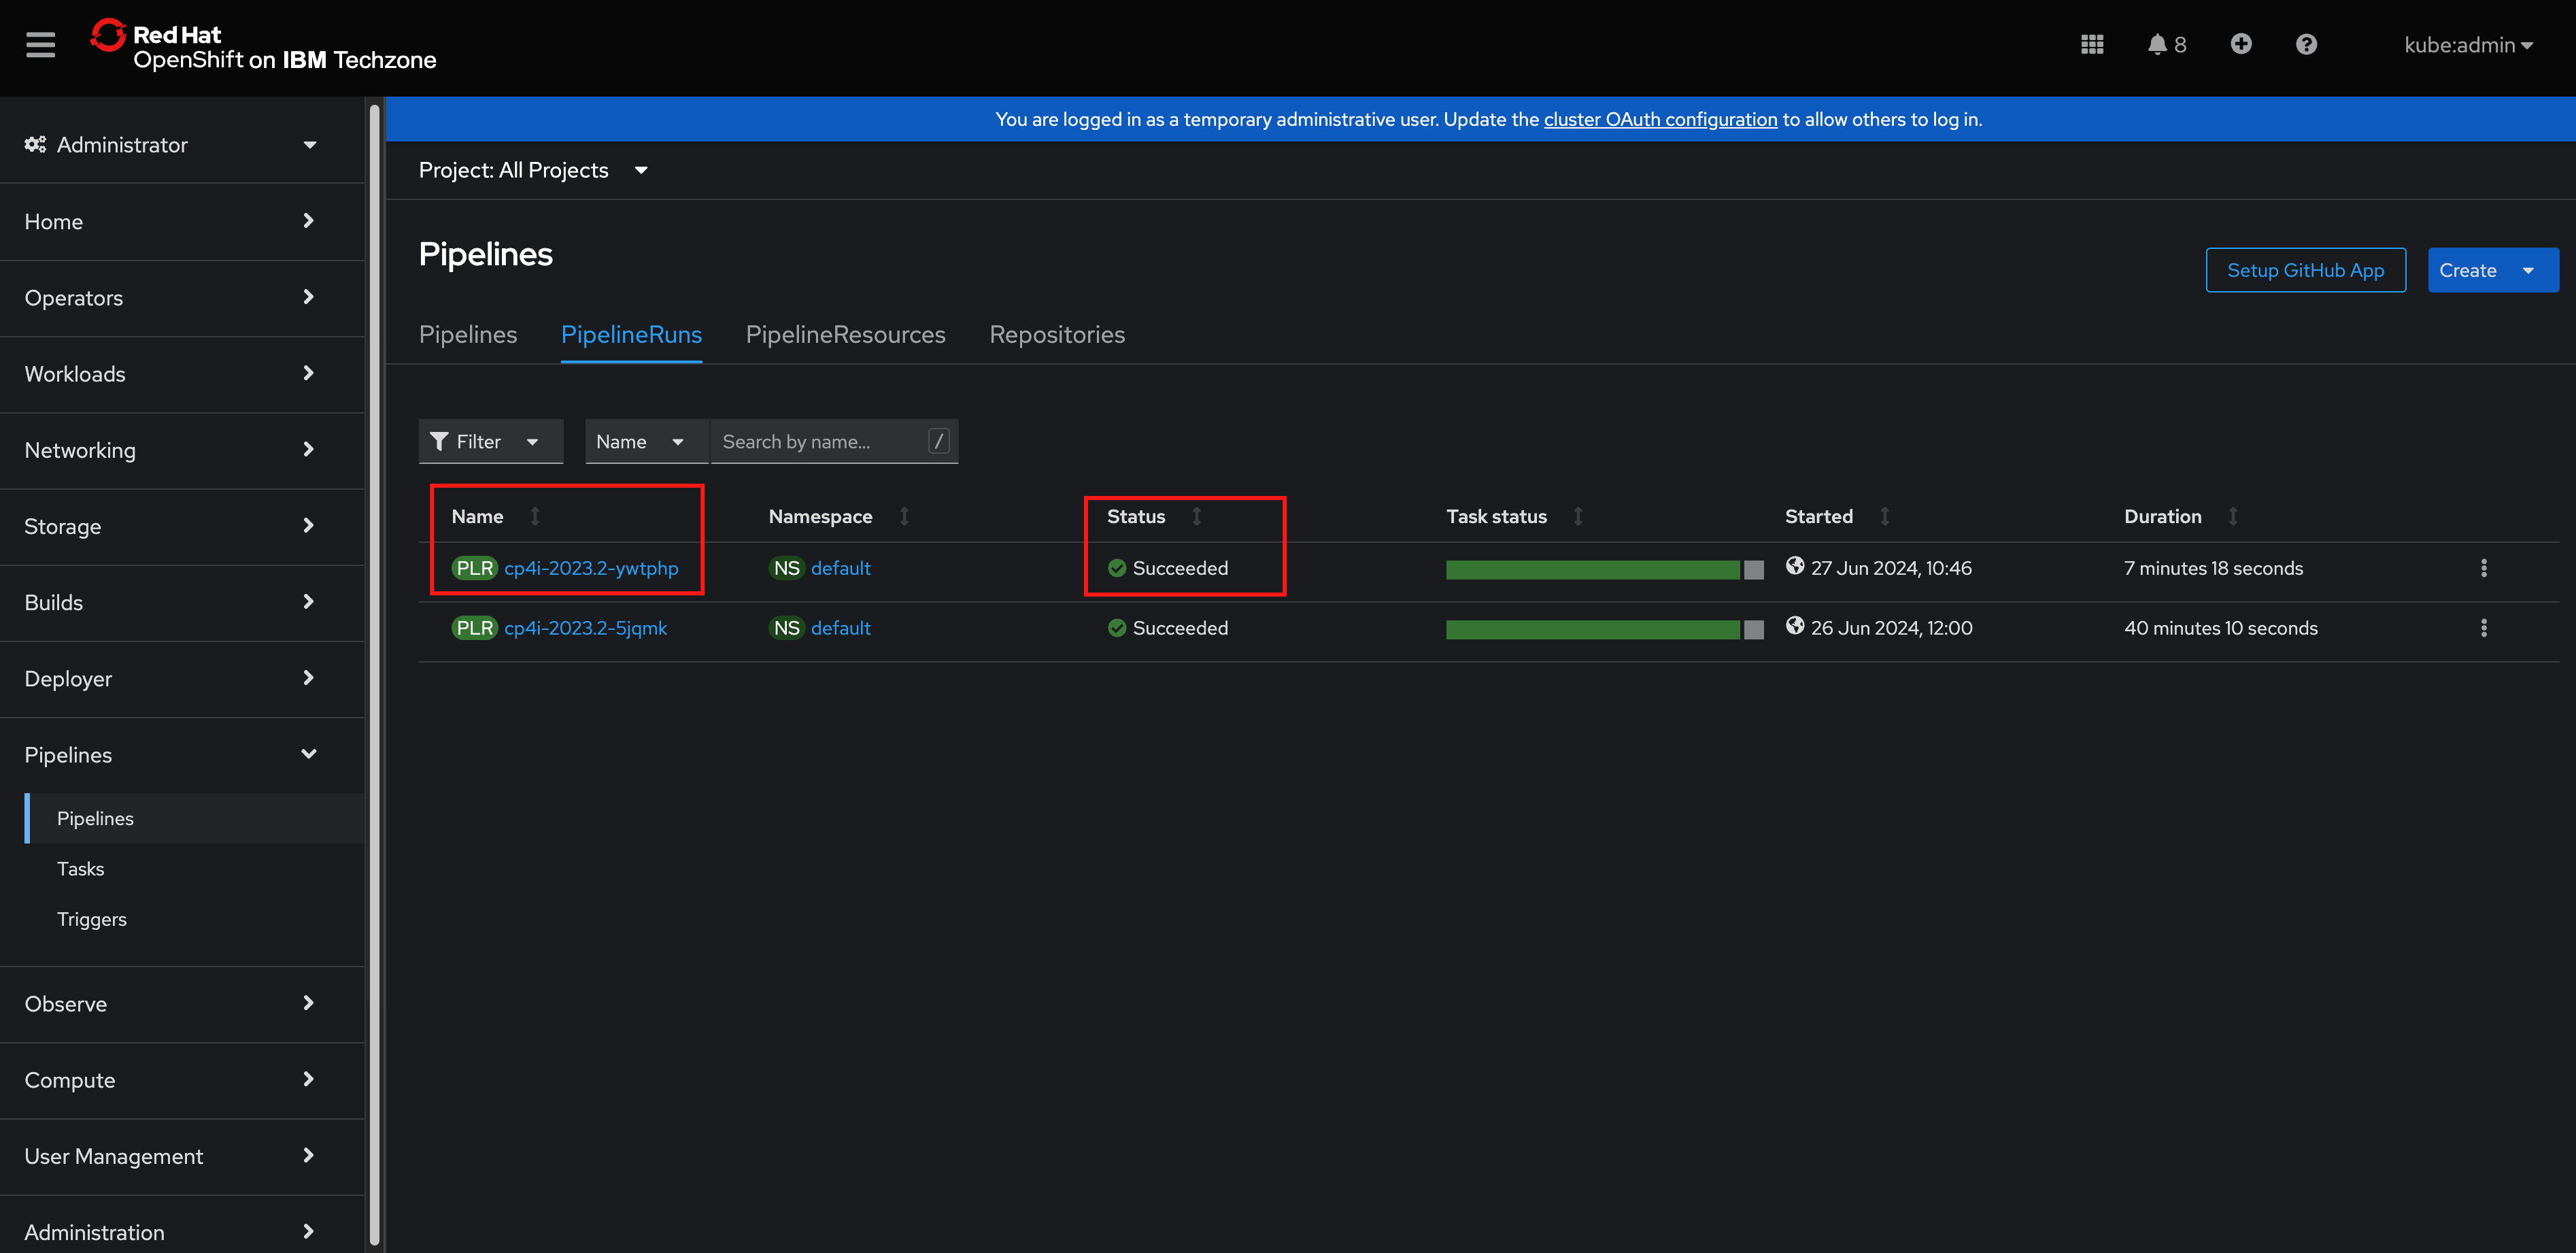 Red Hat
OpenShift on IBM Techzone
8
kube:admin
You are logged in as a temporary administrative user. Update the cluster OAuth configuration to allow others to log in.
Administrator
Home
Operators
Workloads
Networking
Storage
Builds
Deployer
Pipelines
Pipelines
Tasks
Triggers
Observe
Compute
User Management
Administration
Project: All Projects
Pipelines
Setup GitHub App
Create
Pipelines PipelineRuns PipelineResources Repositories
Filter Name Search by name... /
Name Namespace Status Task status Started Duration
PLR cp4i-2023.2-ywtphp NS default Succeeded 27 Jun 2024, 10:46 7 minutes 18 seconds
PLR cp4i-2023.2-5jqmk NS default Succeeded 26 Jun 2024, 12:00 40 minutes 10 seconds